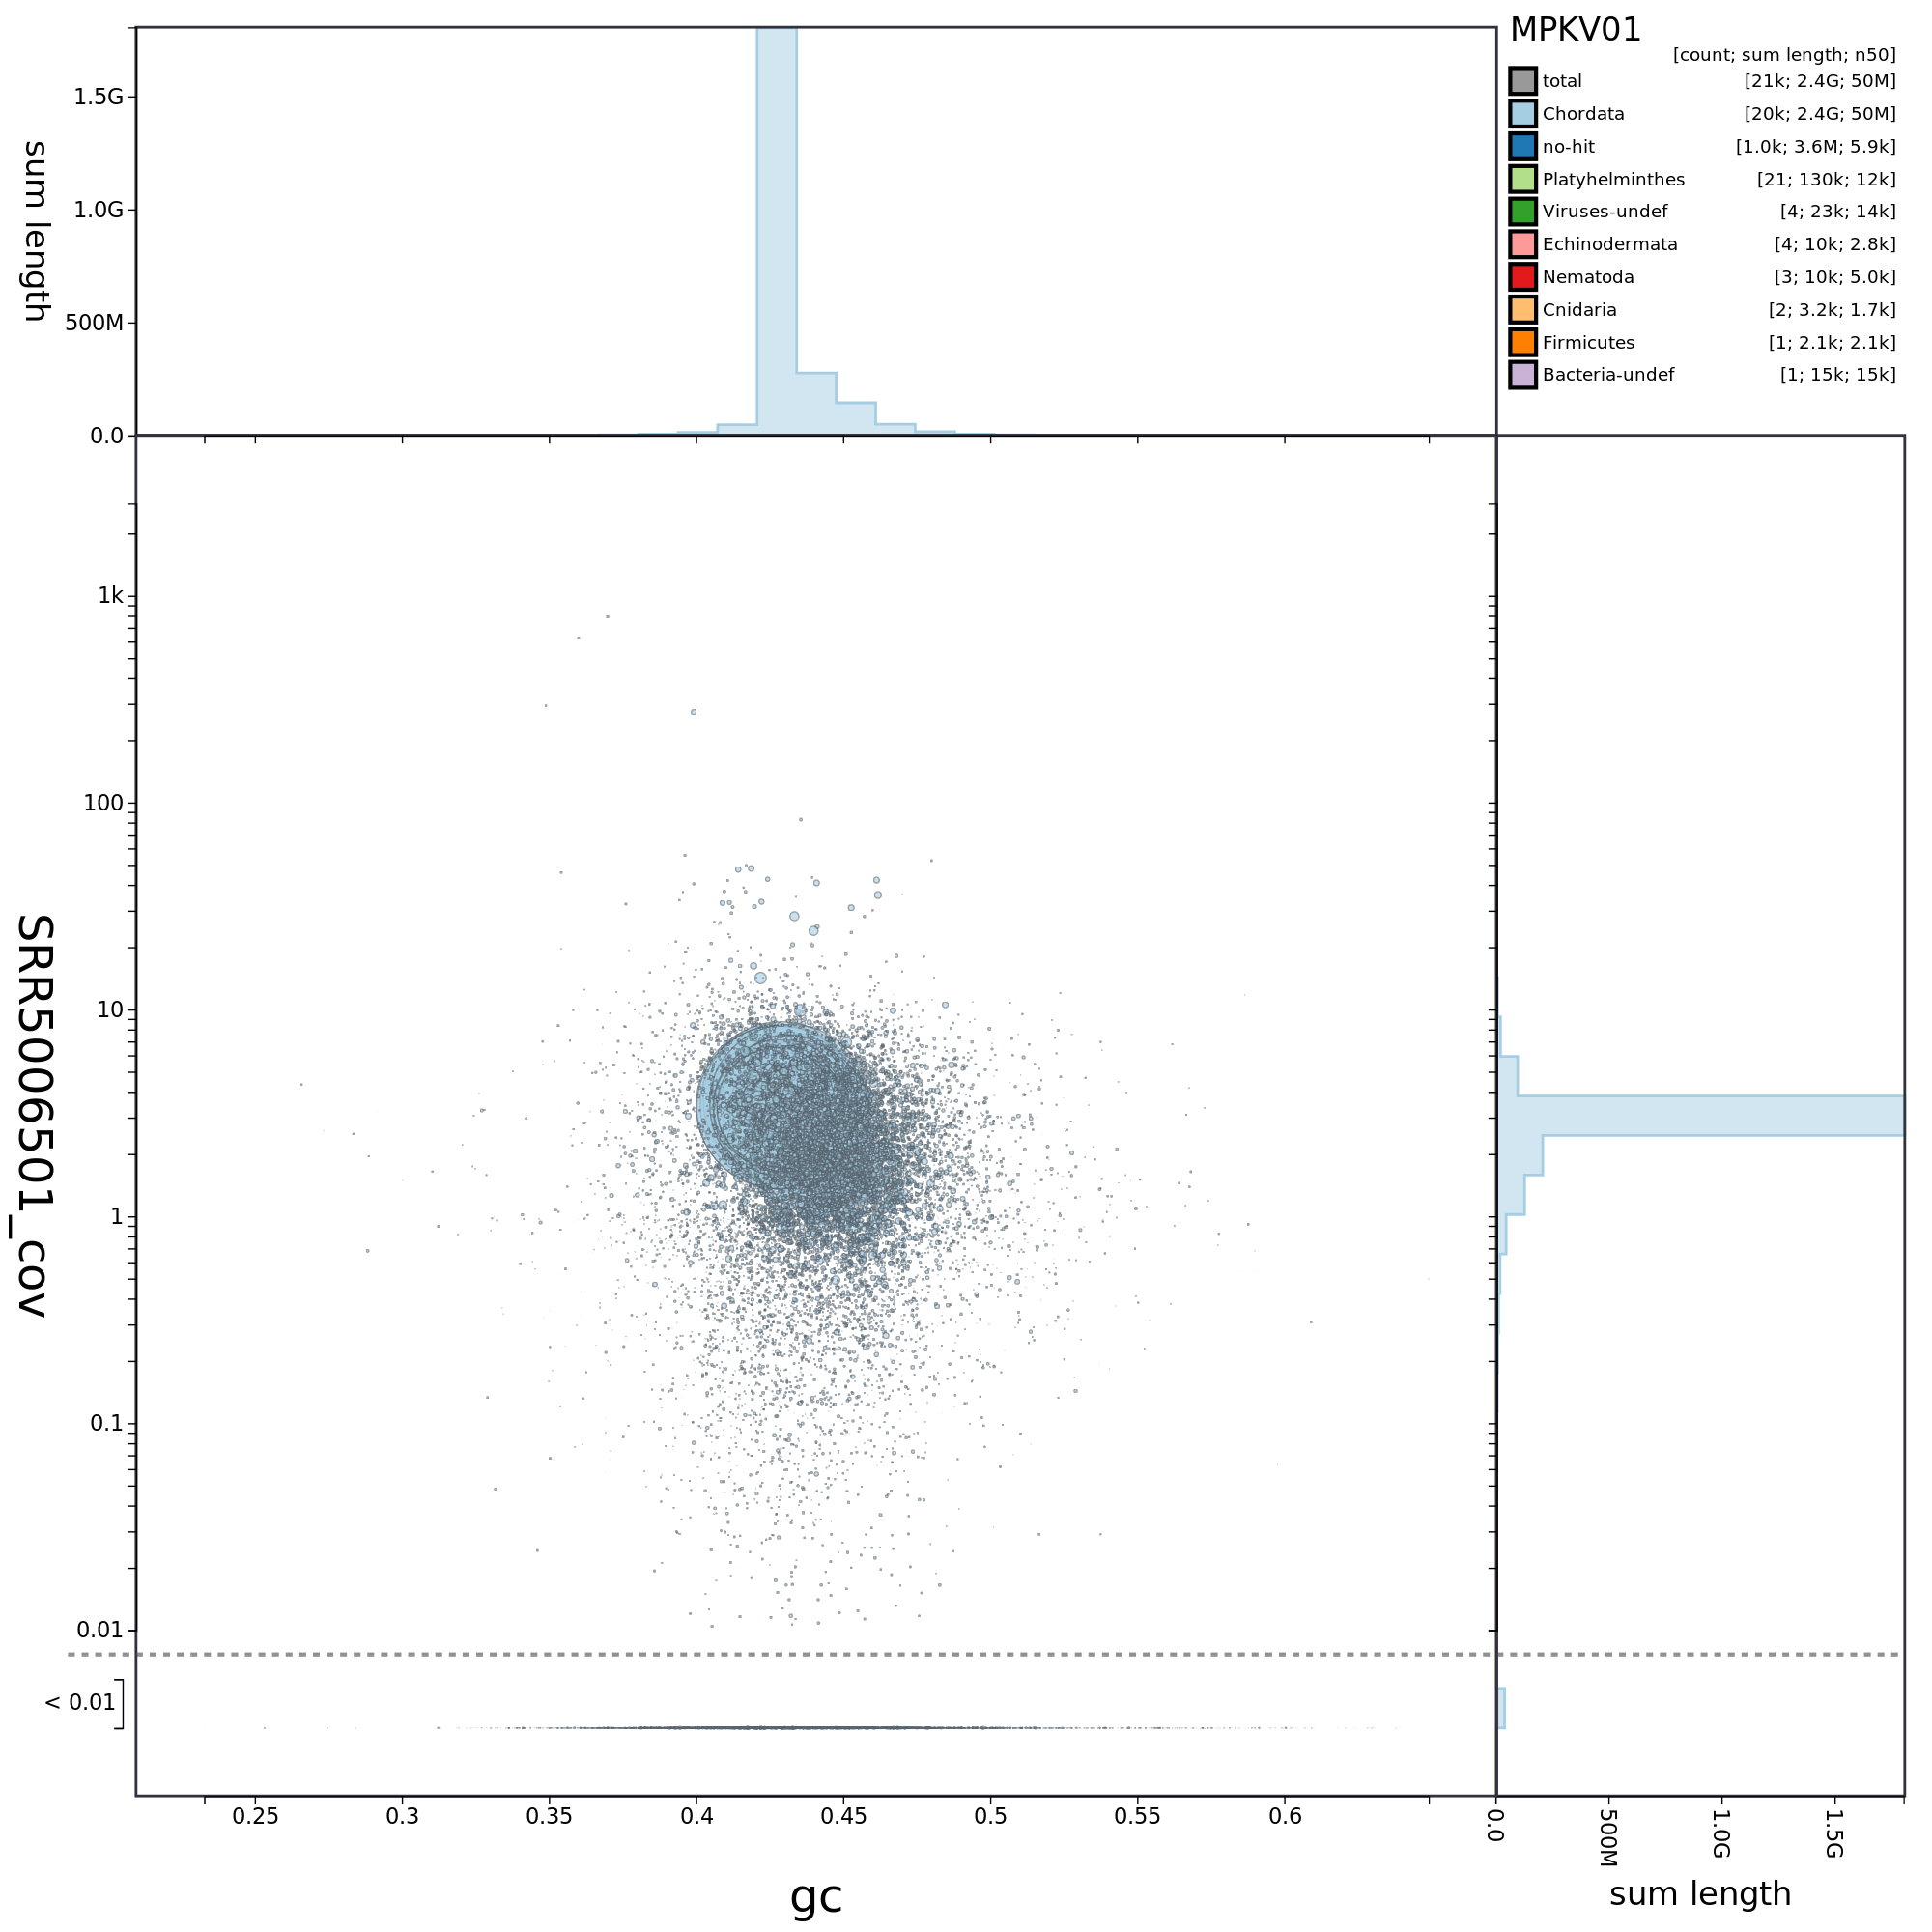 MPKV01
[count; sum length; n50]
total [21k; 2.4G; 50M]
Chordata [20k; 2.4G; 50M]
no-hit [1.0k; 3.6M; 5.9k]
Platyhelminthes [21; 130k; 12k]
Viruses-undef [4; 23k; 14k]
Echinodermata [4; 10k; 2.8k]
Nematoda [3; 10k; 5.0k]
Cnidaria [2; 3.2k; 1.7k]
Firmicutes [1; 2.1k; 2.1k]
Bacteria-undef [1; 15k; 15k]
sum length
1.5G
1.0G
500M
0.0
SRR5006501_cov
1k
100
10
1
0.1
0.01
< 0.01
0.25 0.3 0.35 0.4 0.45 0.5 0.55 0.6
gc
0.0 500M 1.0G 1.5G
sum length